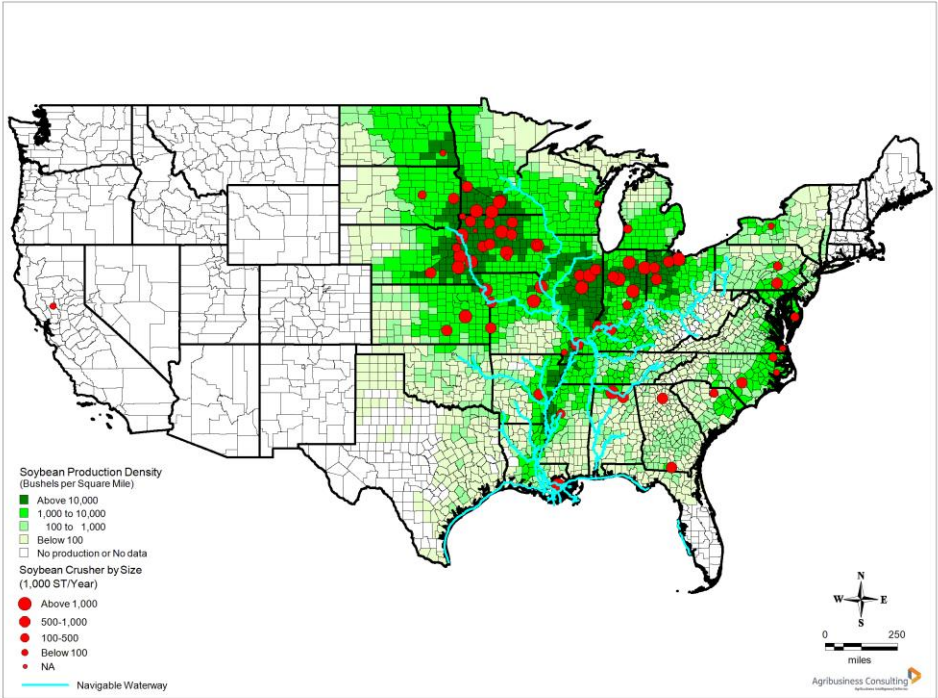 Soybean Production Density
(Bushels per Square Mile)
Above 10,000
1,000 to 10,000
100 to 1,000
Below 100
No production or No data
Soybean Crusher by Size
(1,000 ST/Year)
Above 1,000
500-1,000
100-500
Below 100
NA
Navigable Waterway
N
W E
S
0 250
miles
Agribusiness Consulting